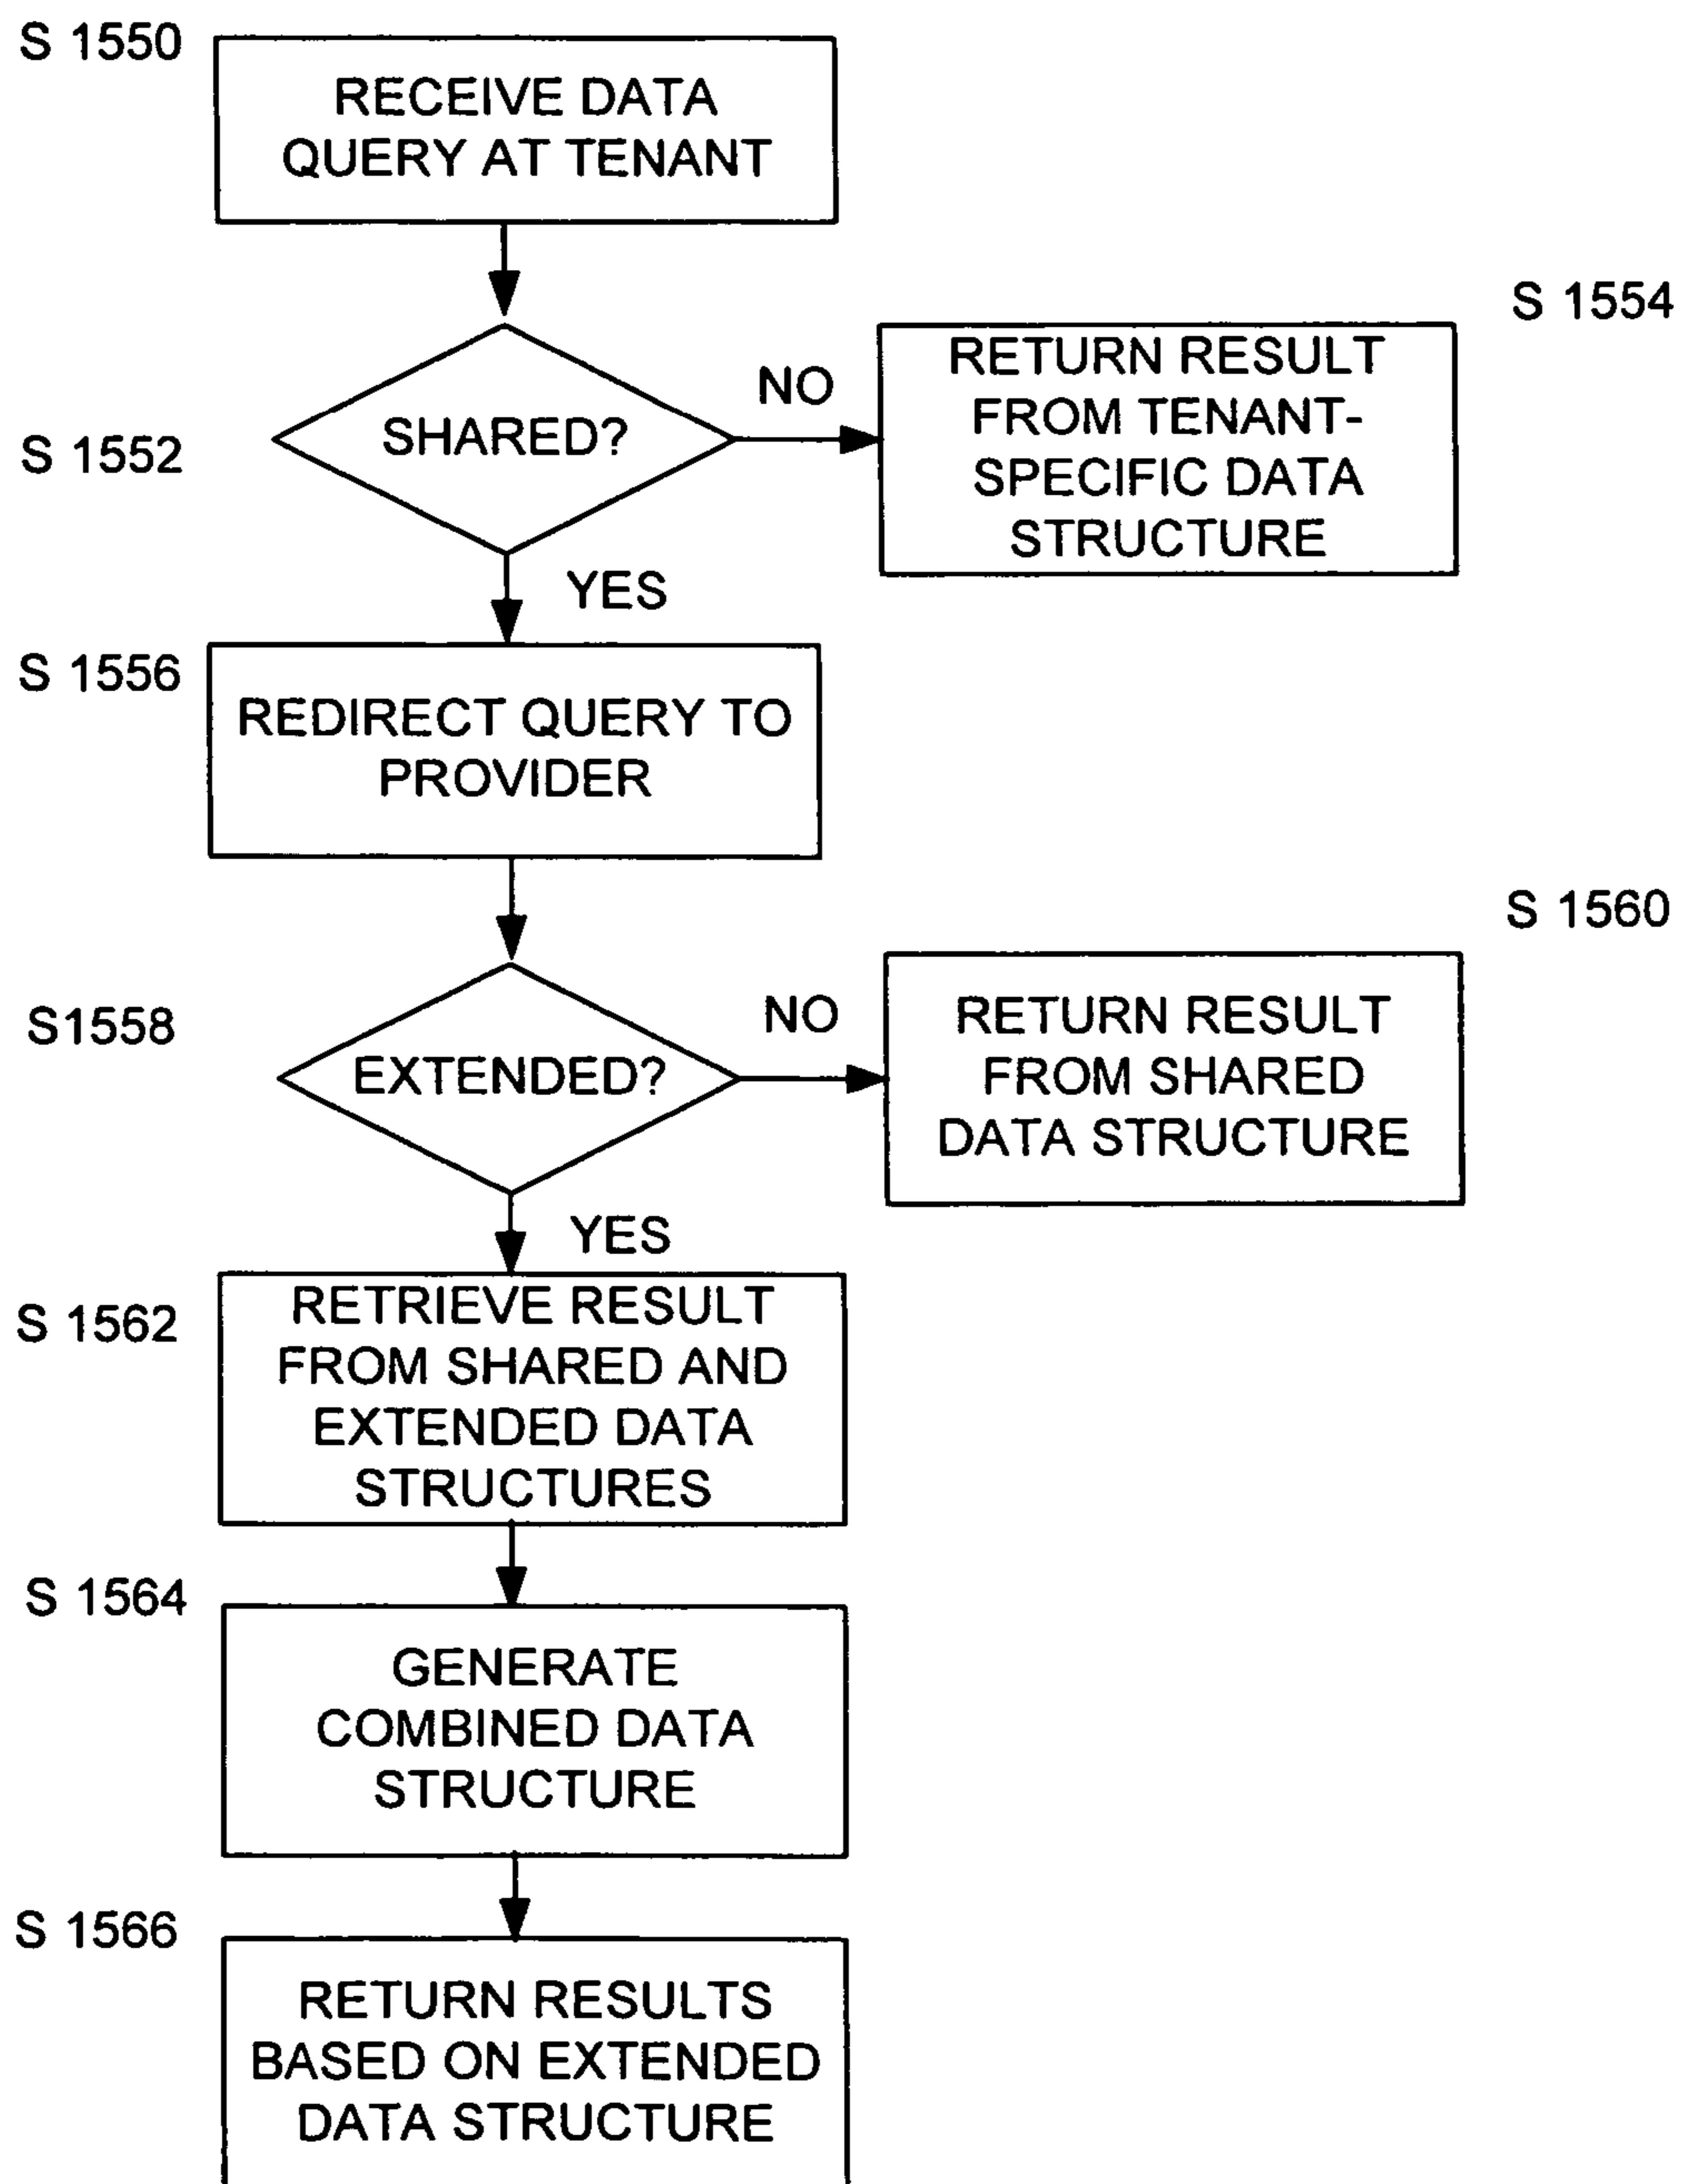 S 1550
RECEIVE DATA
QUERY AT TENANT
S 1552
SHARED?
NO
YES
S 1554
RETURN RESULT
FROM TENANT-
SPECIFIC DATA
STRUCTURE
S 1556
REDIRECT QUERY TO
PROVIDER
S1558
EXTENDED?
NO
YES
S 1560
RETURN RESULT
FROM SHARED
DATA STRUCTURE
S 1562
RETRIEVE RESULT
FROM SHARED AND
EXTENDED DATA
STRUCTURES
S 1564
GENERATE
COMBINED DATA
STRUCTURE
S 1566
RETURN RESULTS
BASED ON EXTENDED
DATA STRUCTURE